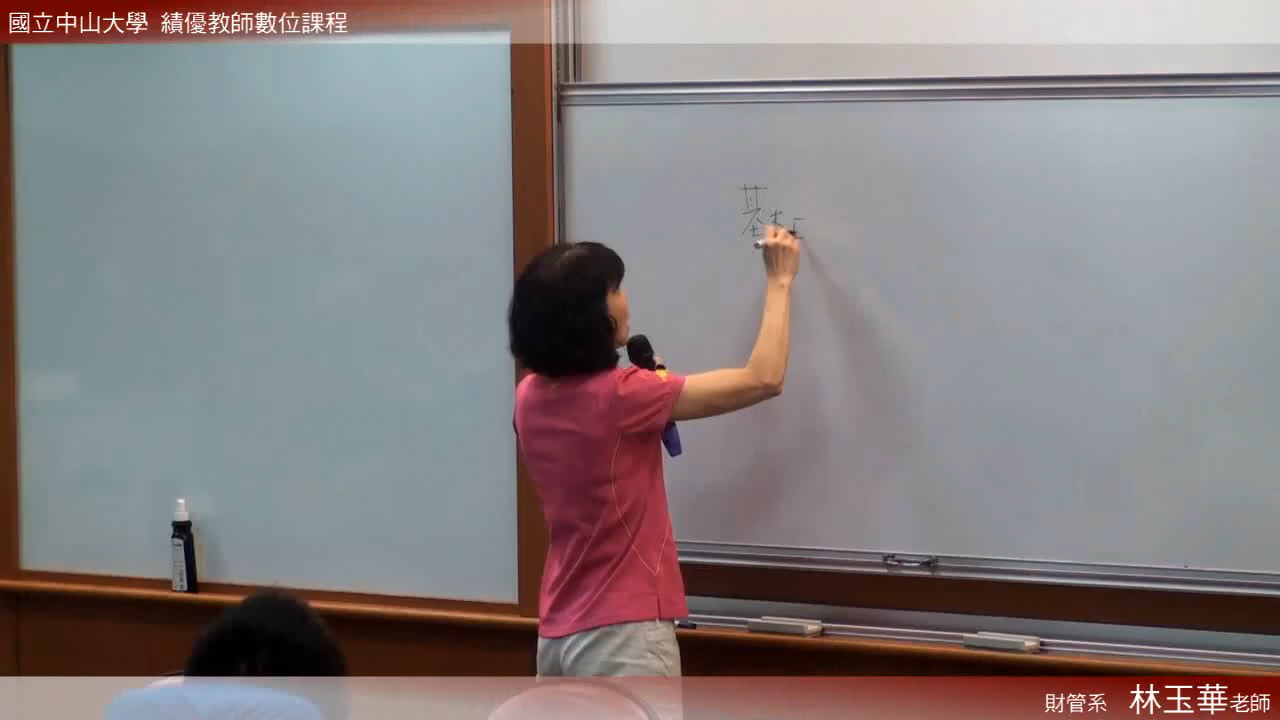 國立中山大學 績優教師數位課程
基本
財管系 林玉華老師